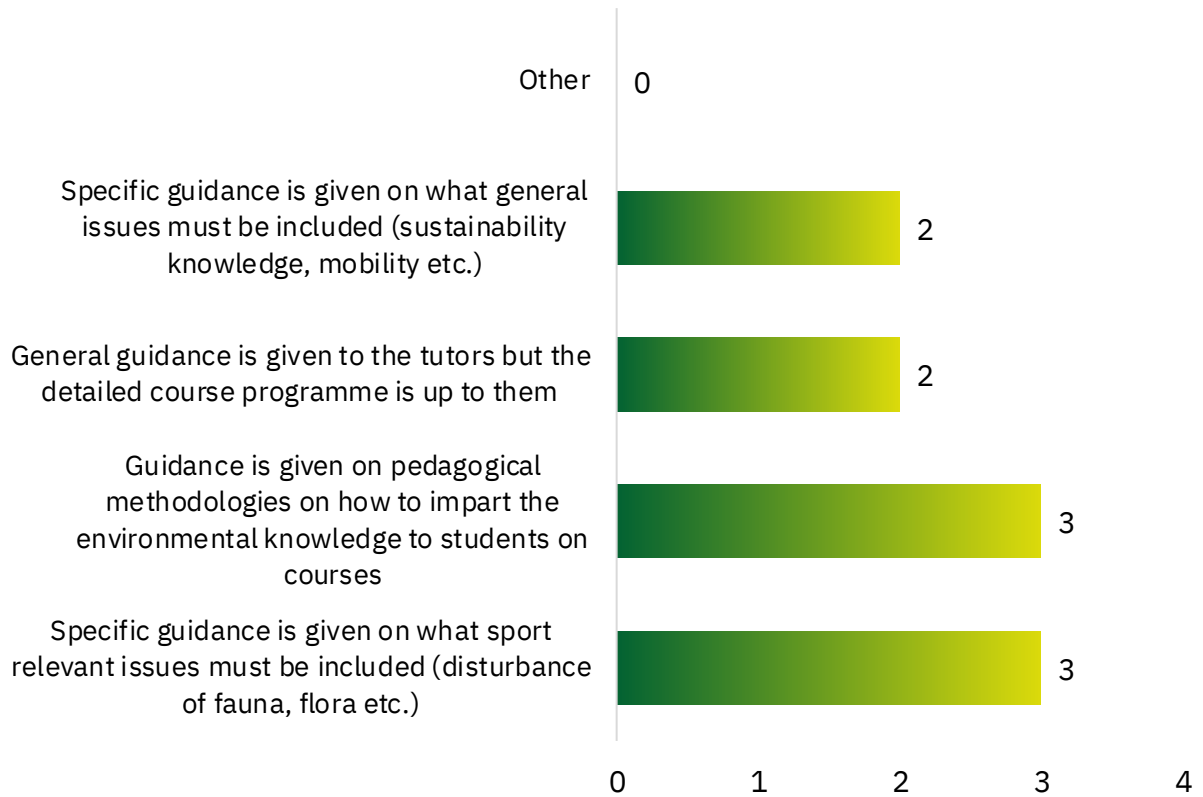 Other
0
Specific guidance is given on what general
issues must be included (sustainability
knowledge, mobility etc.)
2
General guidance is given to the tutors but the
detailed course programme is up to them
2
Guidance is given on pedagogical
methodologies on how to impart the
environmental knowledge to students on
courses
3
Specific guidance is given on what sport
relevant issues must be included (disturbance
of fauna, flora etc.)
3
0 1 2 3 4